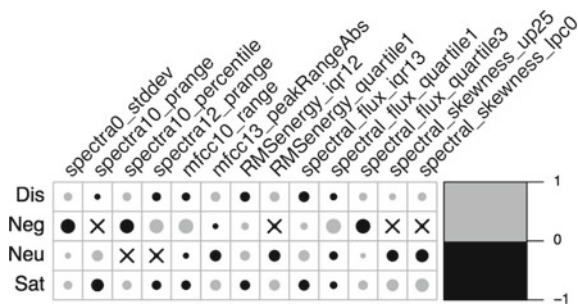 spectra0_stddev
spectra10_prange
spectra10_percentile
spectra12_prange
mfcc10_range
mfcc13_peakRangeAbs
RMSenergy_iqr12
RMSenergy_quartile1
spectral_flux_iqr13
spectral_flux_quartile1
spectral_flux_quartile3
spectral_skewness_up25
spectral_skewness_lpc0
Dis
Neg
Neu
Sat
1
0
−1